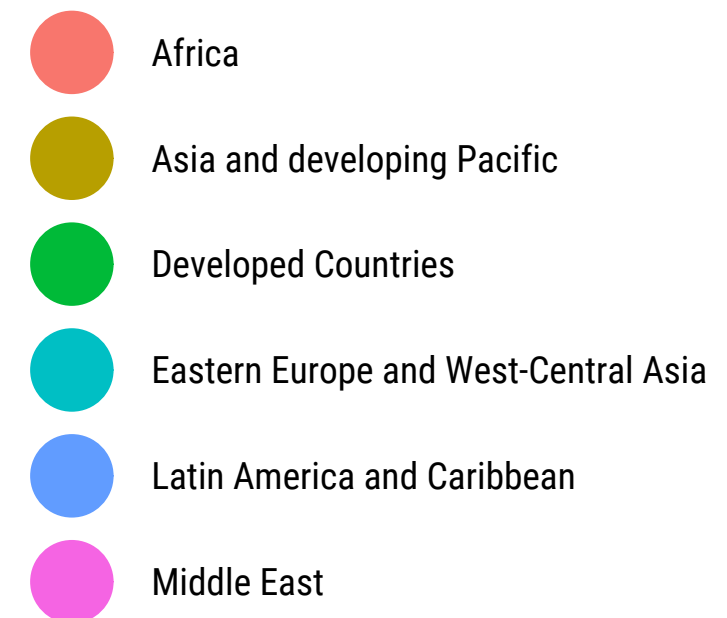 Africa
Asia and developing Pacific
Developed Countries
Eastern Europe and West-Central Asia
Latin America and Caribbean
Middle East